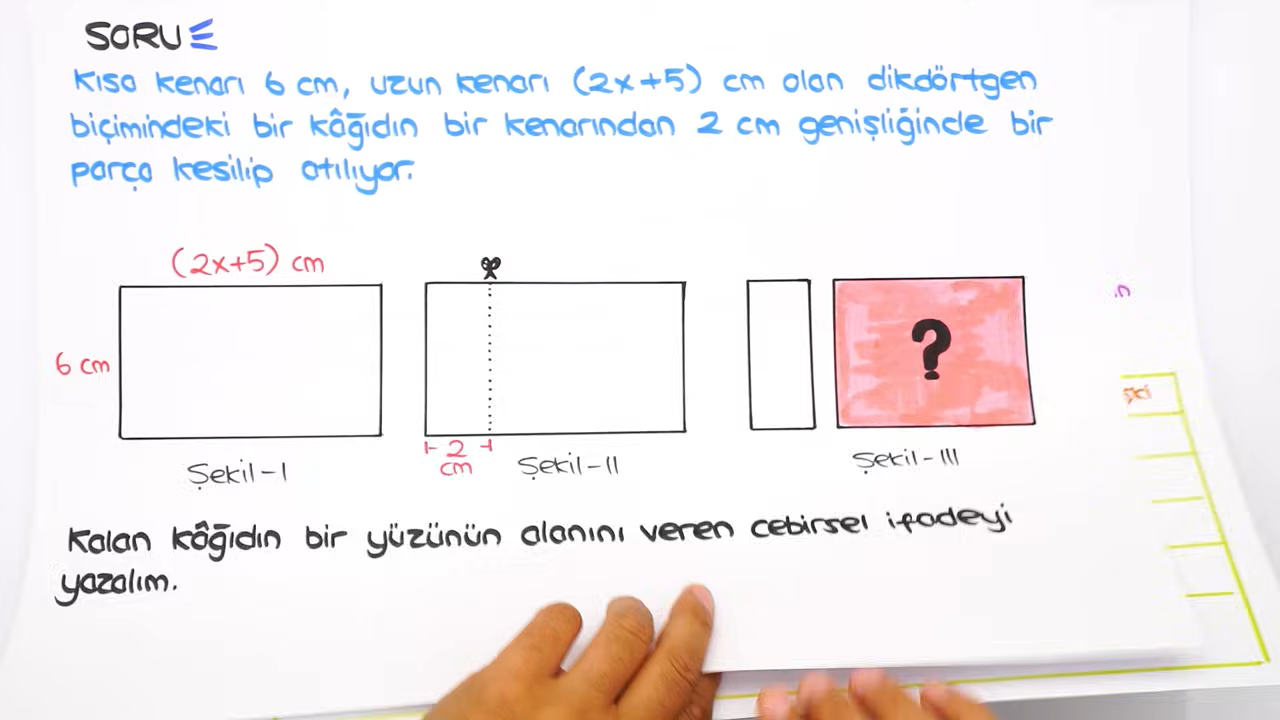 SORU
Kısa kenarı 6 cm, uzun kenarı (2x+5) cm olan dikdörtgen
biçimindeki bir kâğıdın bir kenarından 2 cm genişliğinde bir
parça kesilip atılıyor.
(2x+5) cm
6 cm
2
cm
?
Şekil-I
Şekil-II
Şekil-III
Kalan kâğıdın bir yüzünün alanını veren cebirsel ifadeyi
yazalım.